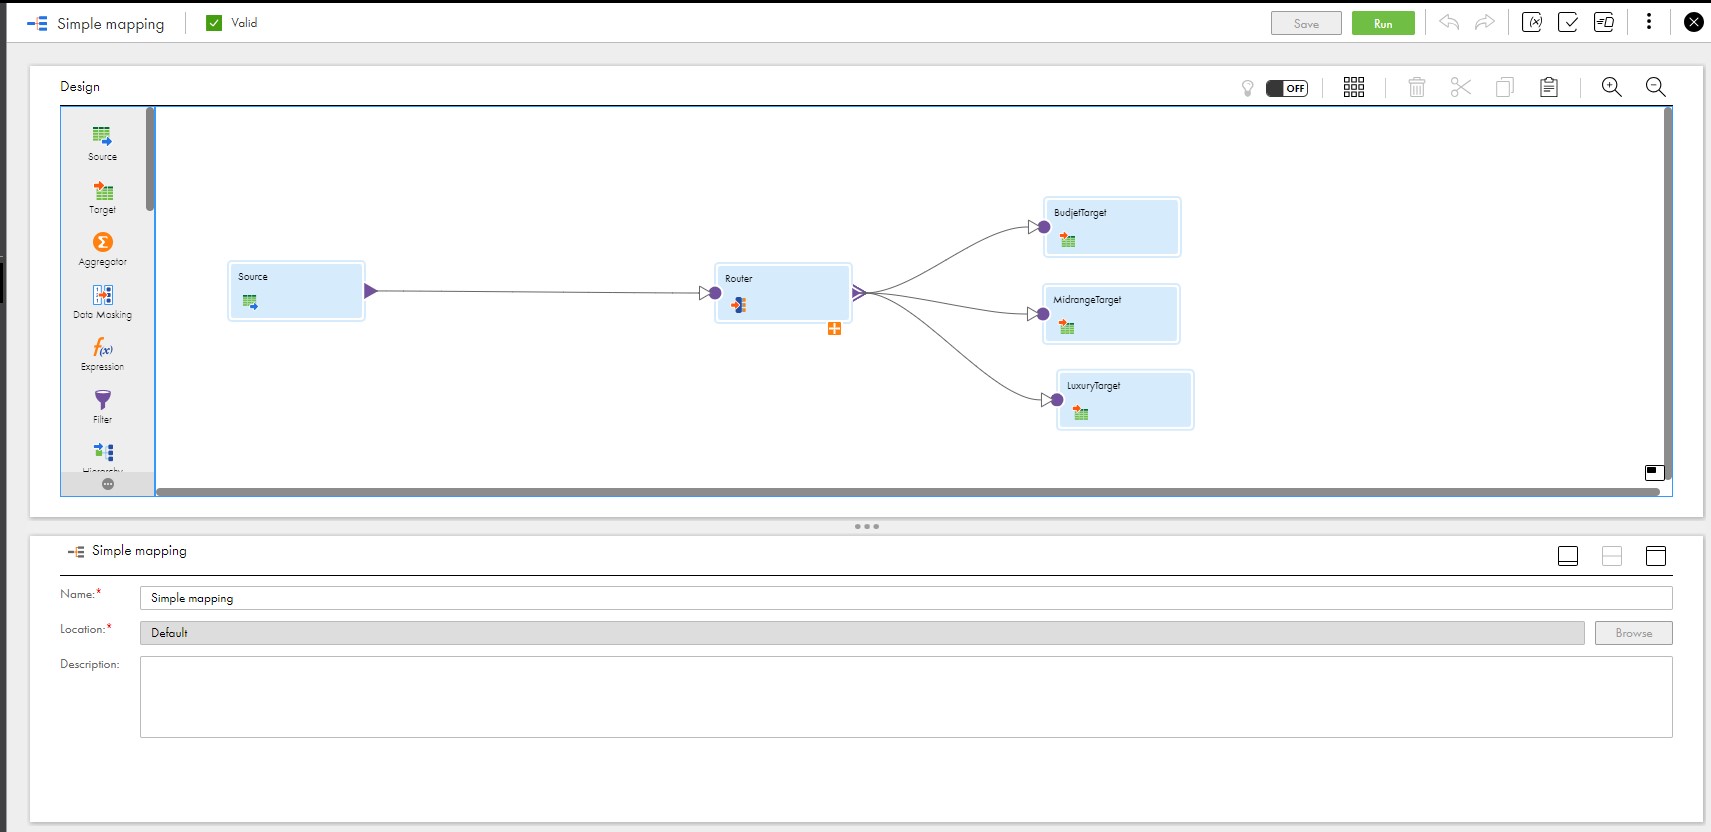 Simple mapping
Valid
Save
Run
Design
OFF
Source
Target
Aggregator
Data Masking
Expression
Filter
Hierarchy
Source
Router
BudjetTarget
MidrangeTarget
LuxuryTarget
Simple mapping
Name:*
Simple mapping
Location:*
Default
Browse
Description: